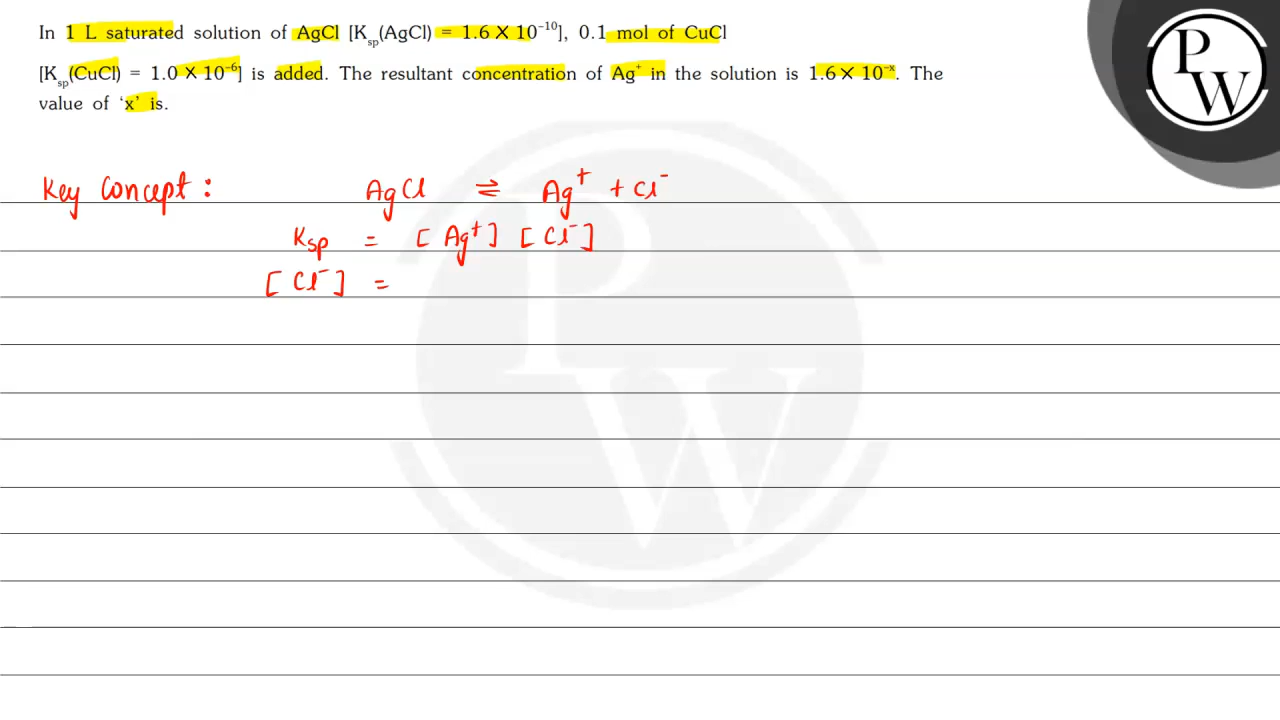 In 1 L saturated solution of AgCl [Ksp(AgCl) = 1.6 × 10⁻¹⁰], 0.1 mol of CuCl
[Ksp(CuCl) = 1.0 × 10⁻⁶] is added. The resultant concentration of Ag⁺ in the solution is 1.6 × 10⁻ˣ. The
value of ‘x’ is.
P
W
Key Concept : AgCl ⇌ Ag⁺ + Cl⁻
Ksp = [Ag⁺] [Cl⁻]
[Cl⁻] =
P
W